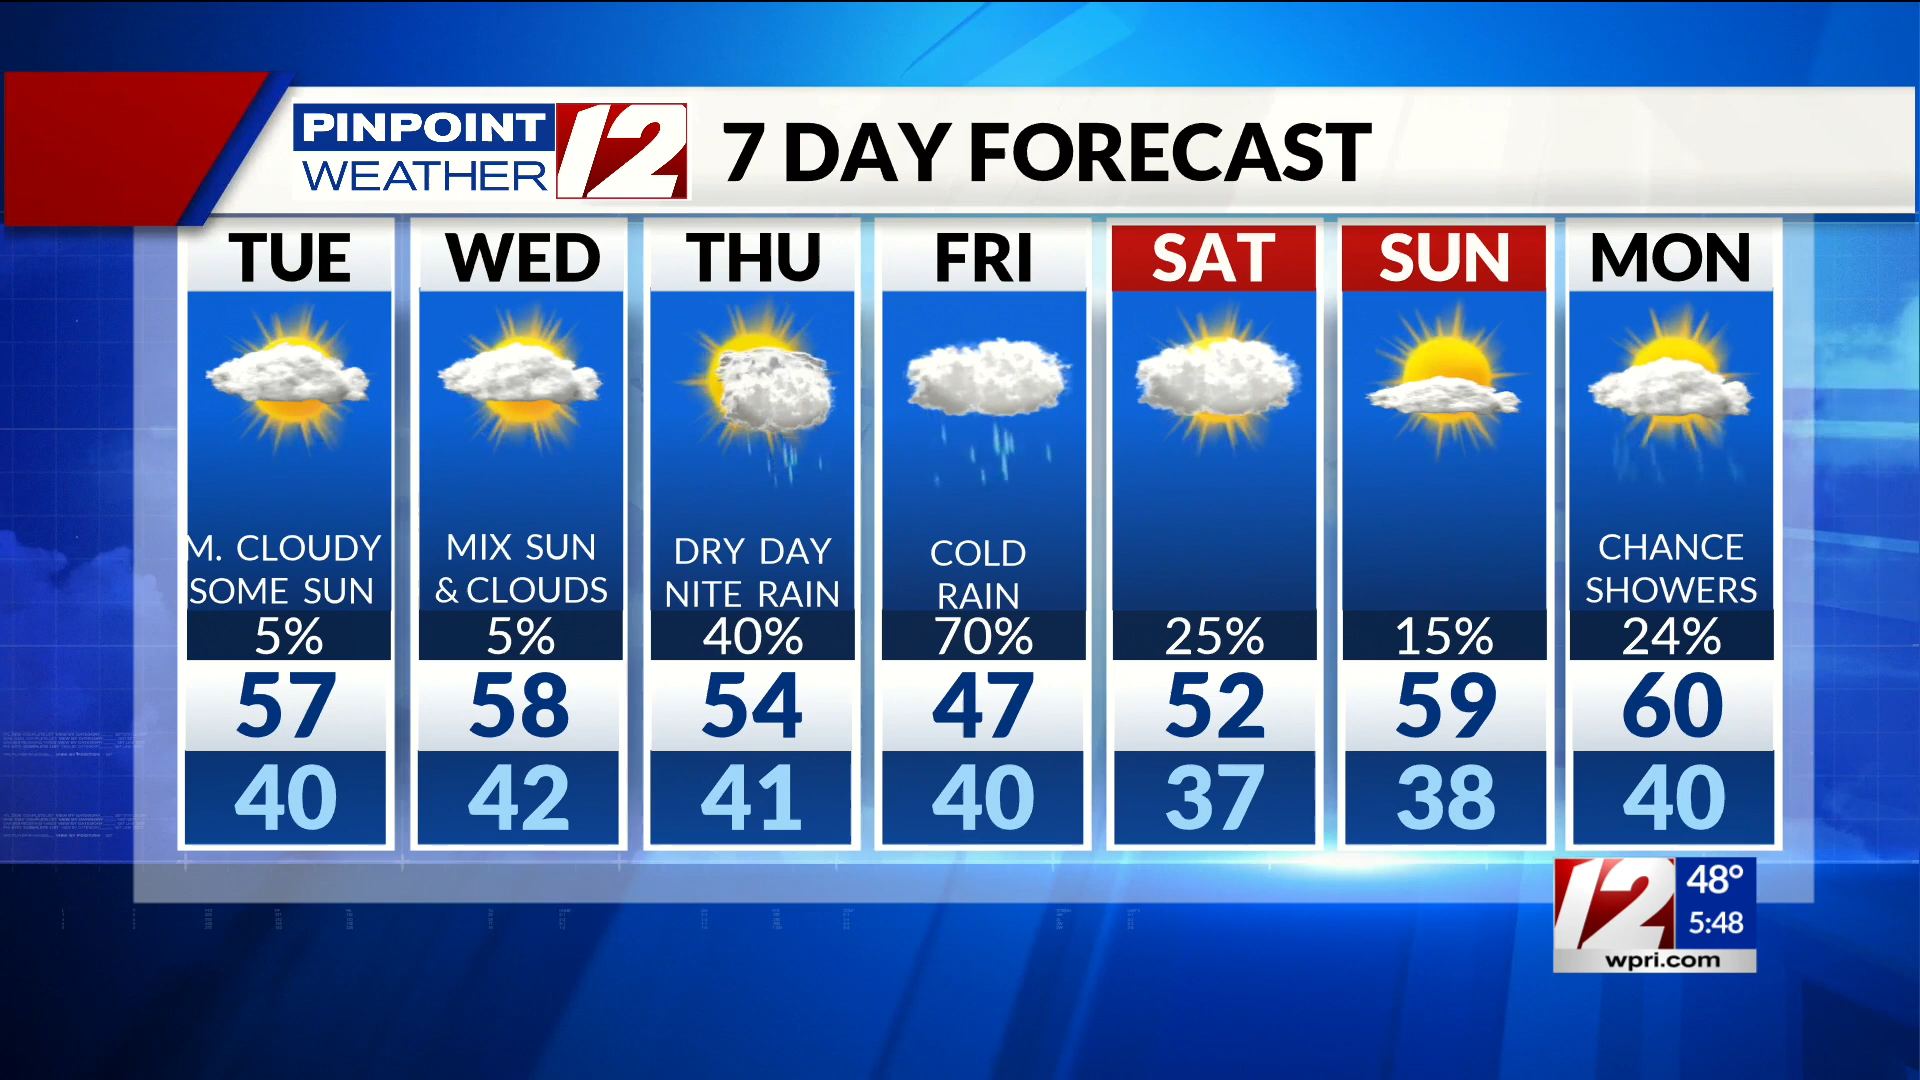 PINPOINT
WEATHER
12
7 DAY FORECAST
TUE
WED
THU
FRI
SAT
SUN
MON
M. CLOUDY
SOME SUN
MIX SUN
& CLOUDS
DRY DAY
NITE RAIN
COLD
RAIN
CHANCE
SHOWERS
5%
5%
40%
70%
25%
15%
24%
57
58
54
47
52
59
60
40
42
41
40
37
38
40
12
48°
5:48
wpri.com